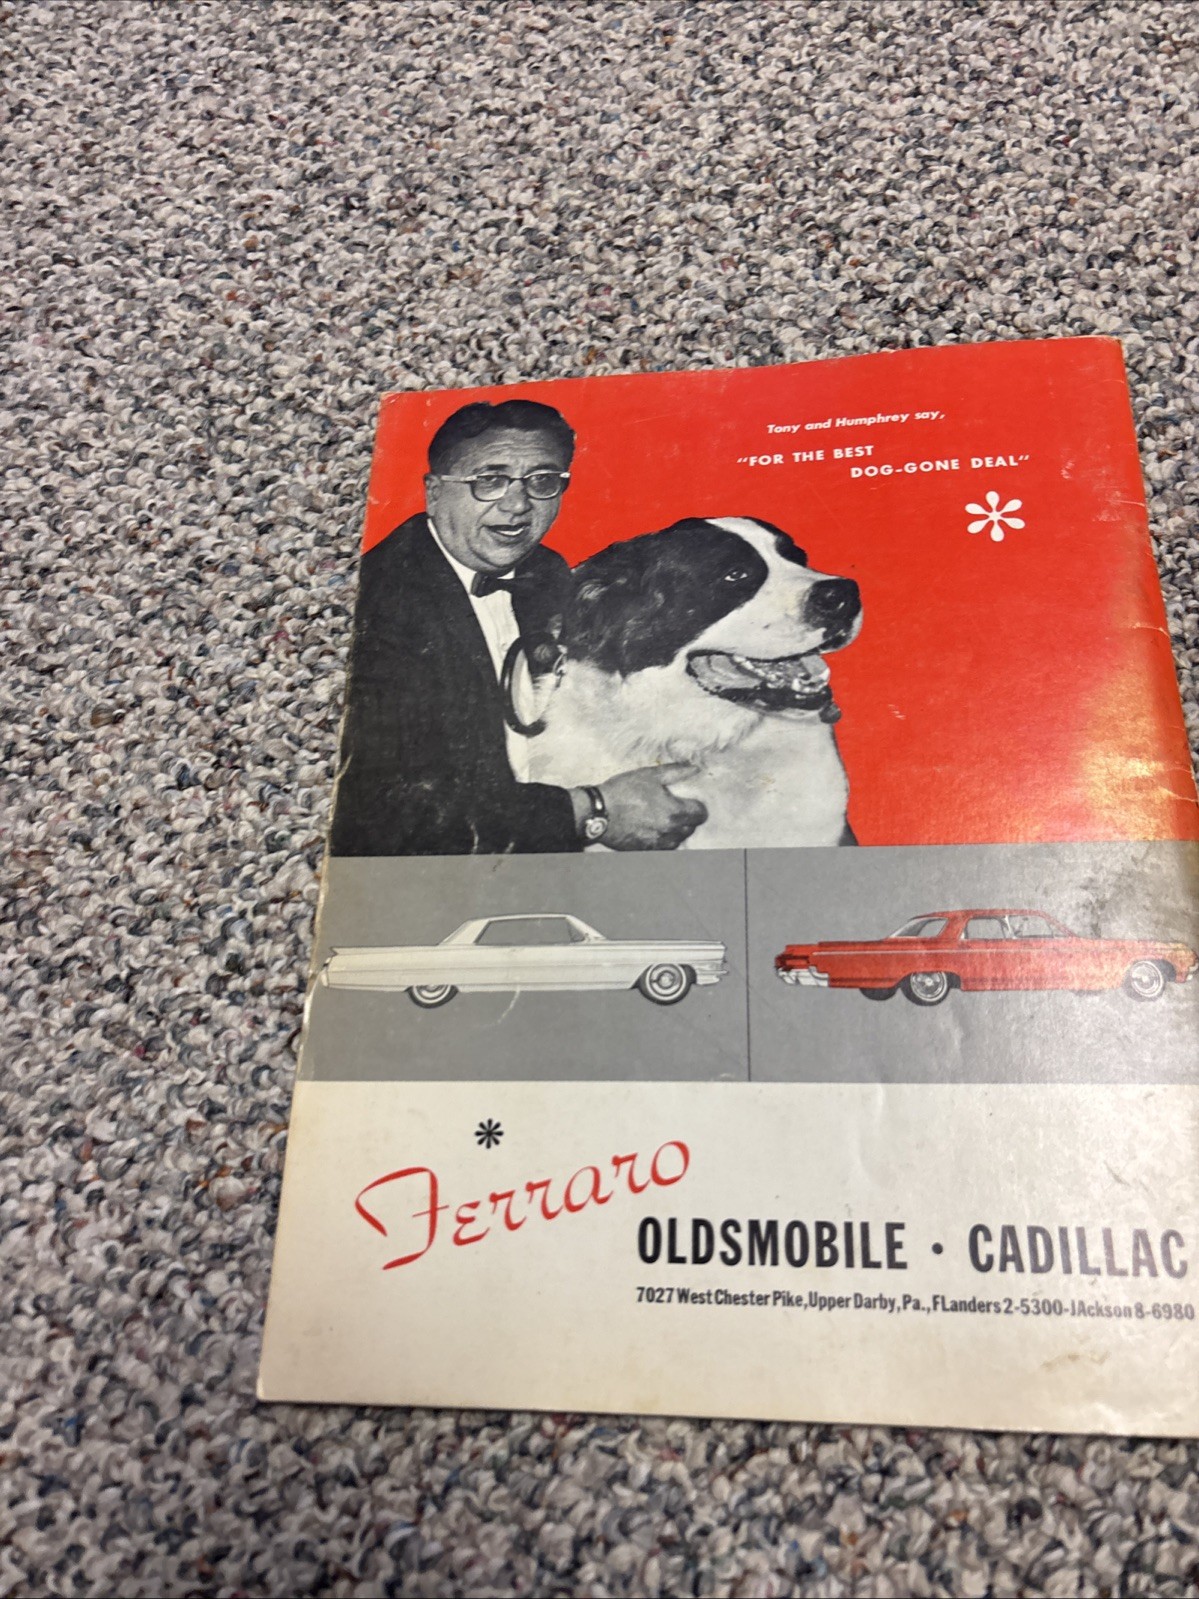 Tony and Humphrey say,
"FOR THE BEST
DOG-GONE DEAL"
Ferraro
OLDSMOBILE · CADILLAC
7027 West Chester Pike, Upper Darby, Pa., FLanders 2-5300-JAckson 8-6980